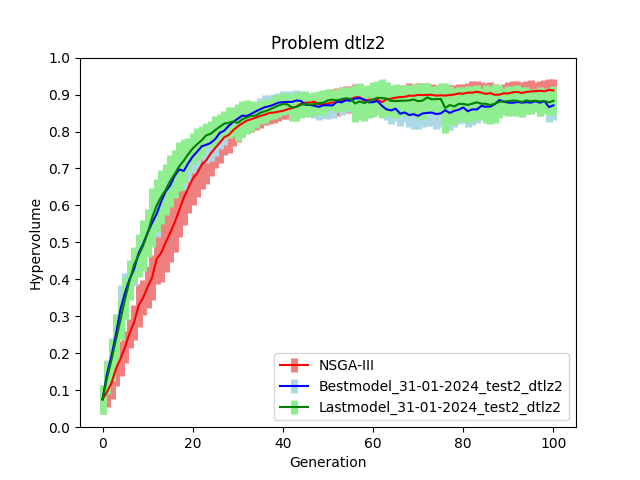 Problem dtlz2
1.0
0.9
0.8
0.7
0.6
0.5
0.4
0.3
0.2
0.1
0.0
Hypervolume
0
20
40
60
80
100
Generation
NSGA-III
Bestmodel_31-01-2024_test2_dtlz2
Lastmodel_31-01-2024_test2_dtlz2